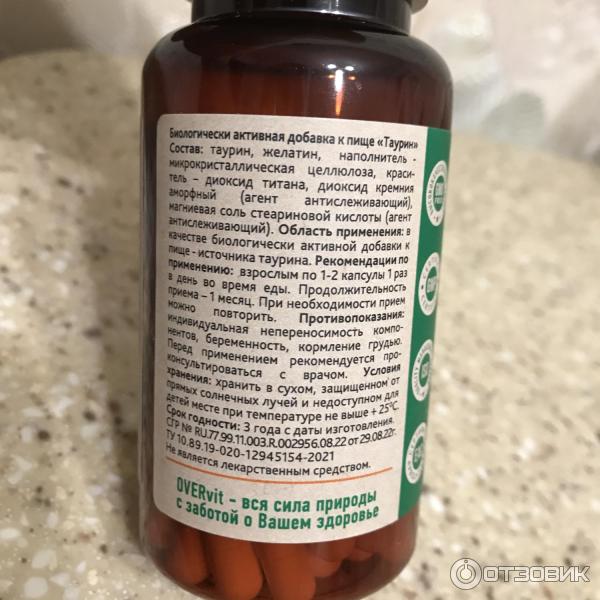 Биологически активная добавка к пище «Таурин»
Состав: таурин, желатин, наполнитель -
микрокристаллическая целлюлоза, краси-
тель – диоксид титана, диоксид кремния
аморфный (агент антислеживающий),
магниевая соль стеариновой кислоты (агент
антислеживающий). Область применения: в
качестве биологически активной добавки к
пище - источника таурина. Рекомендации по
применению: взрослым по 1-2 капсулы 1 раз
в день во время еды. Продолжительность
приема – 1 месяц. При необходимости прием
можно повторить. Противопоказания:
индивидуальная непереносимость компо-
нентов, беременность, кормление грудью.
Перед применением рекомендуется про-
консультироваться с врачом. Условия
хранения: хранить в сухом, защищенном от
прямых солнечных лучей и недоступном для
детей месте при температуре не выше + 25°С.
Срок годности: 3 года с даты изготовления.
СГР № RU.77.99.11.003.R.002956.08.22 от 29.08.22г.
ТУ 10.89.19-020-12945154-2021
Не является лекарственным средством.
OVERvit - вся сила природы
с заботой о Вашем здоровье
ОТЗОВИК